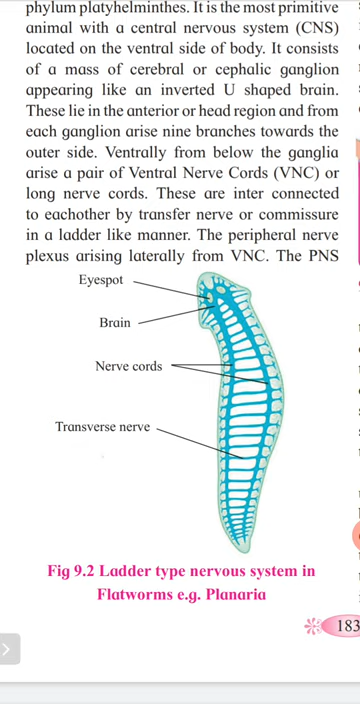 phylum platyhelminthes. It is the most primitive
animal with a central nervous system (CNS)
located on the ventral side of body. It consists
of a mass of cerebral or cephalic ganglion
appearing like an inverted U shaped brain.
These lie in the anterior or head region and from
each ganglion arise nine branches towards the
outer side. Ventrally from below the ganglia
arise a pair of Ventral Nerve Cords (VNC) or
long nerve cords. These are inter connected
to eachother by transfer nerve or commissure
in a ladder like manner. The peripheral nerve
plexus arising laterally from VNC. The PNS
Eyespot
Brain
Nerve cords
Transverse nerve
Fig 9.2 Ladder type nervous system in
Flatworms e.g. Planaria
183